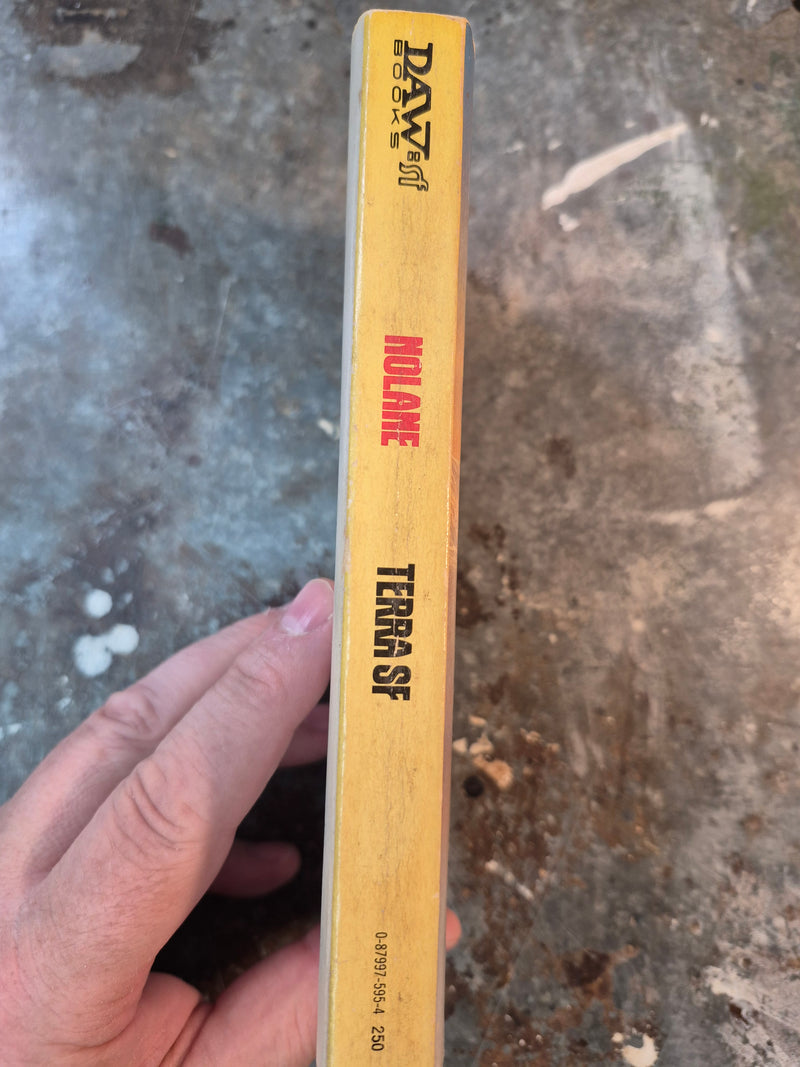 DAW
BOOKS
SF
NOLANE
TERRA SF
0-87997-595-4 250